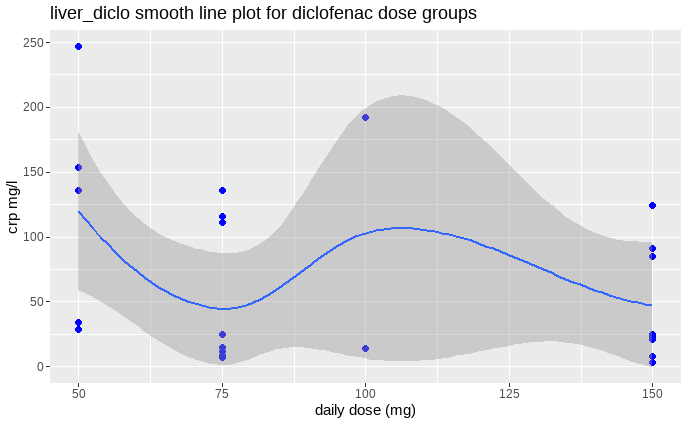 liver_diclo smooth line plot for diclofenac dose groups
250
200
150
100
50
0
crp mg/l
50 75 100 125 150
daily dose (mg)